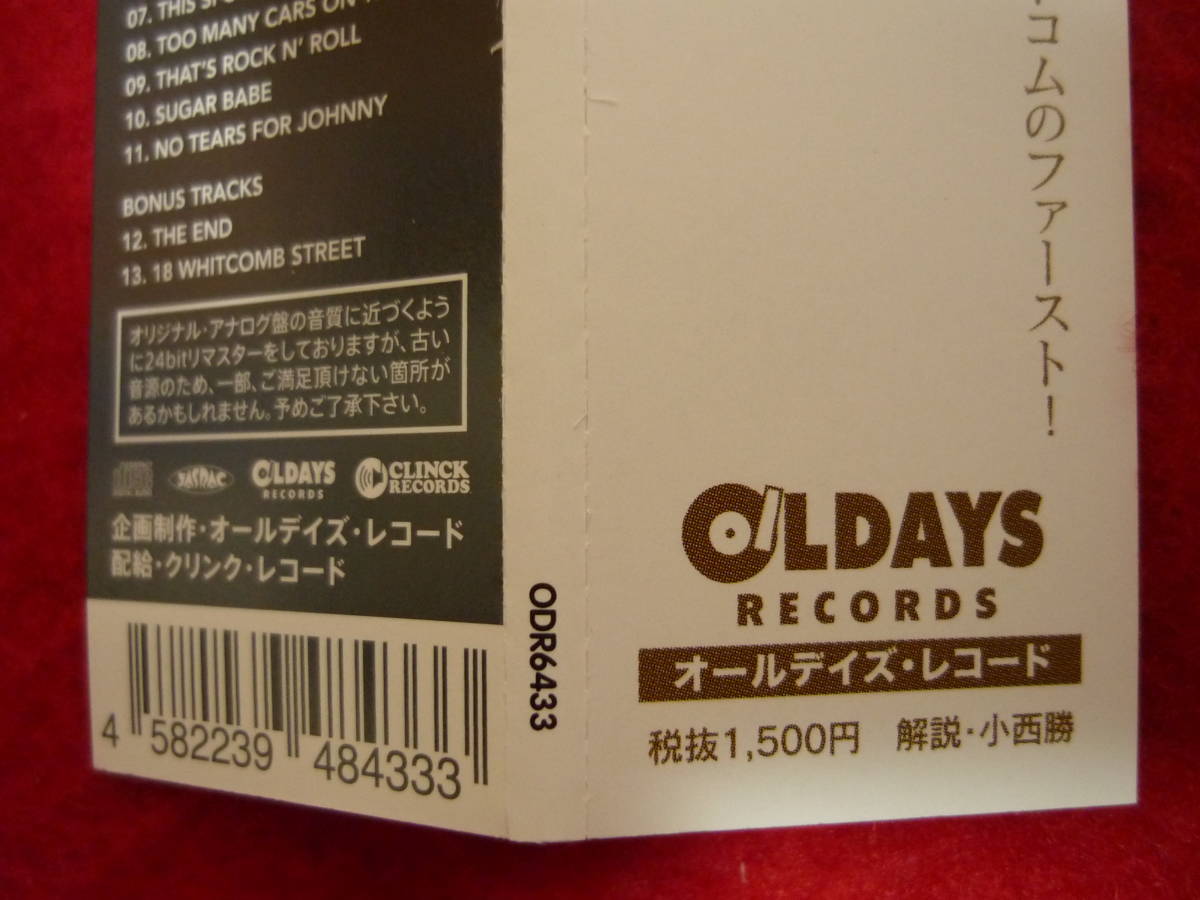 07. THIS
08. TOO MANY CARS ON
09. THAT'S ROCK N' ROLL
10. SUGAR BABE
11. NO TEARS FOR JOHNNY
BONUS TRACKS
12. THE END
13. 18 WHITCOMB STREET
オリジナル・アナログ盤の音質に近づくよう
に24bitリマスターをしておりますが、古い
音源のため、一部、ご満足頂けない箇所が
あるかもしれません。予めご了承下さい。
JASRAC
OLDAYS
RECORDS
CLINCK
RECORDS
企画制作・オールデイズ・レコード
配給・クリンク・レコード
4 582239 484333
ODR6433
コムのファースト!
OLDAYS
RECORDS
オールデイズ・レコード
税抜1,500円 解説・小西勝